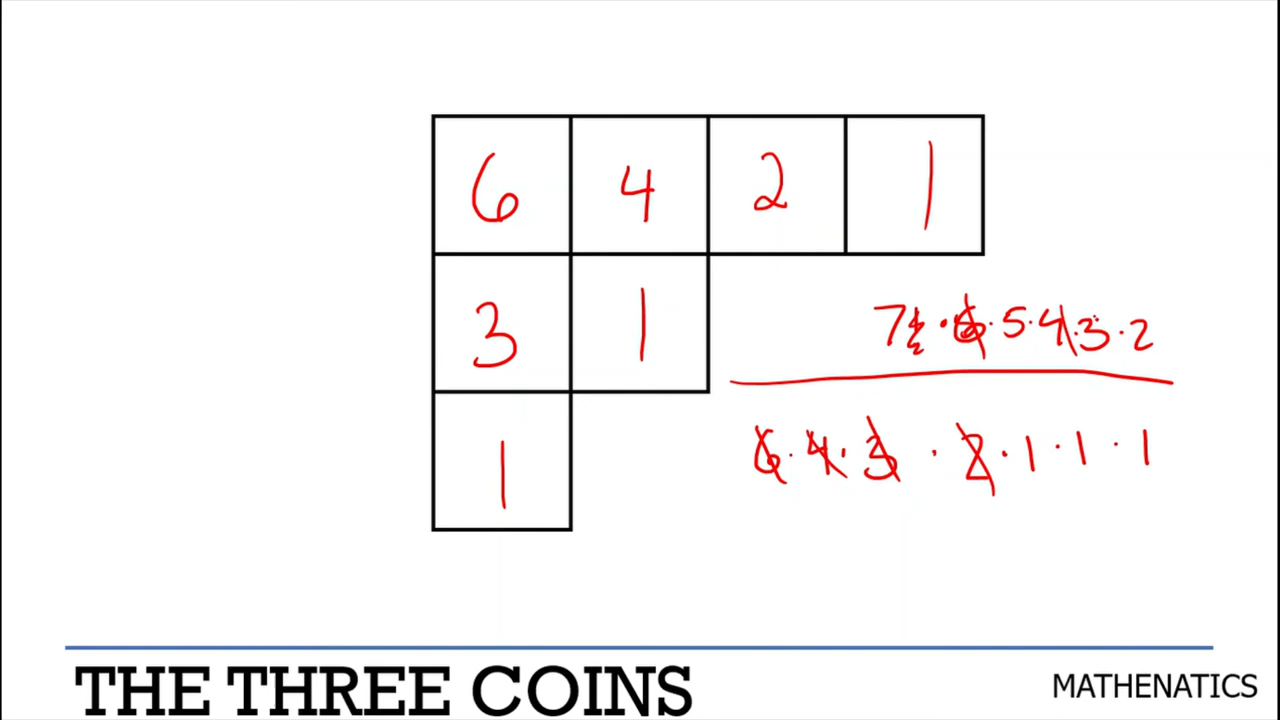 6 4 2 1
3 1
7 · 6 · 5 · 4 · 3 · 2
6 · 4 · 3 · 2 · 1 · 1 · 1
1
THE THREE COINS
MATHENATICS